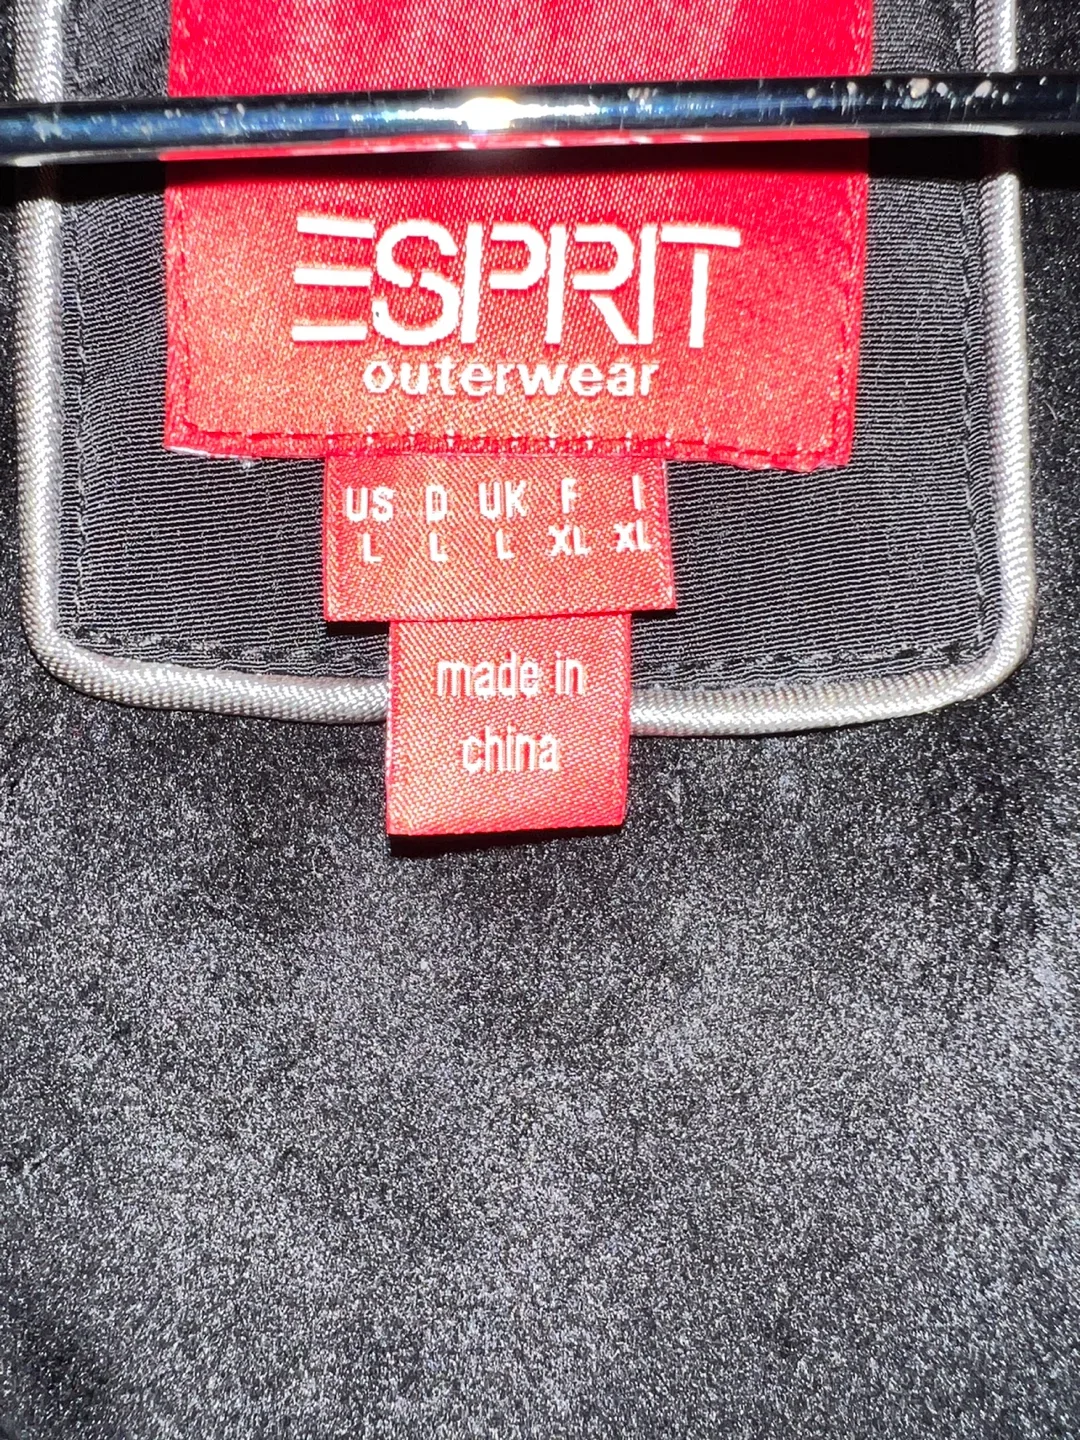 ESPRIT
outerwear
US D UK F I
L L L XL XL
made in
china